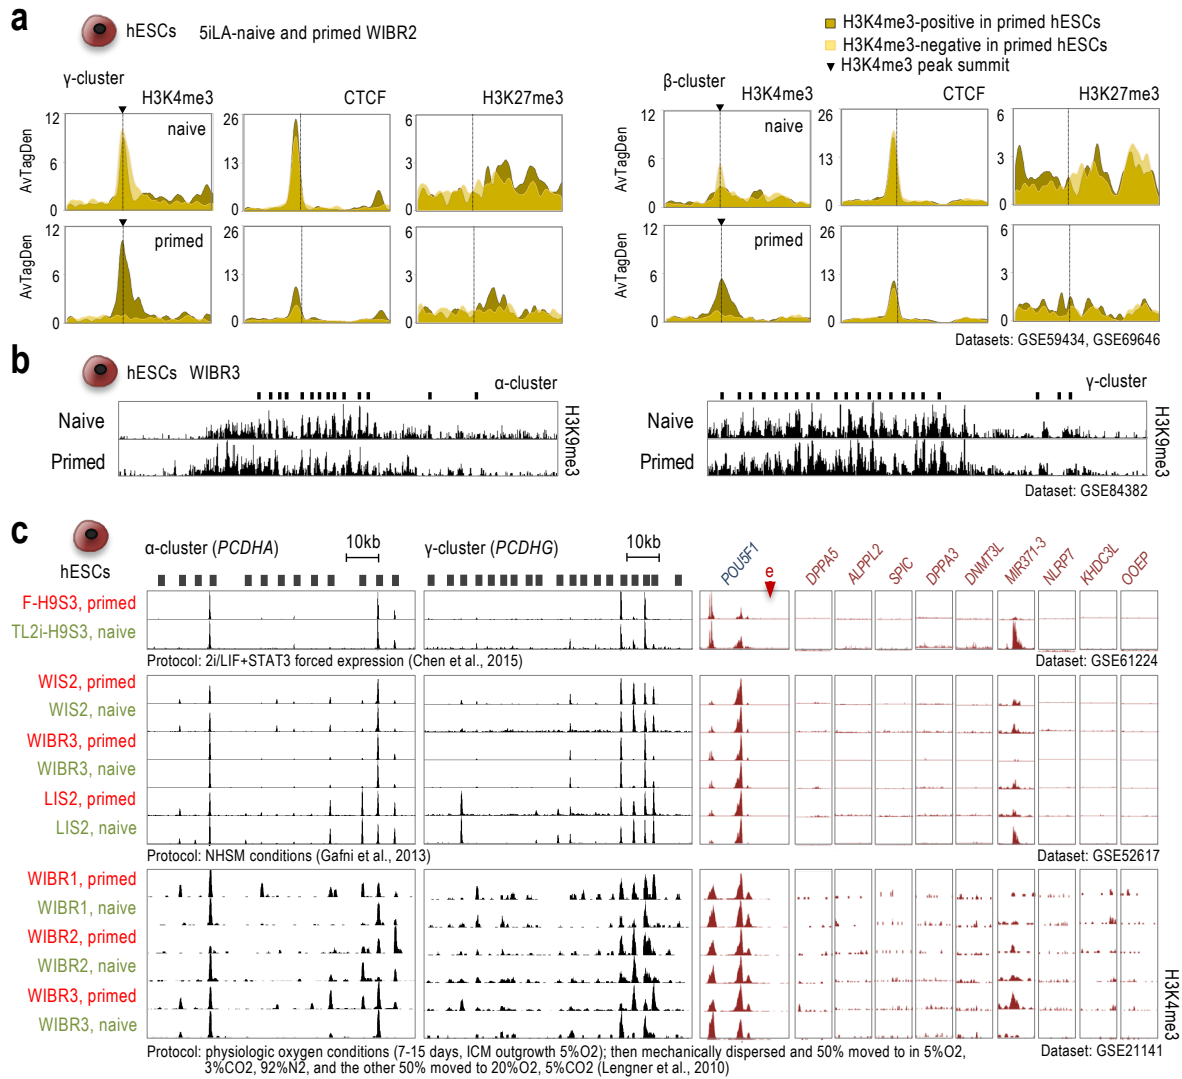 a
hESCs 5iLA-naive and primed WIBR2
H3K4me3-positive in primed hESCs
H3K4me3-negative in primed hESCs
H3K4me3 peak summit
γ-cluster
H3K4me3 CTCF H3K27me3
β-cluster
H3K4me3 CTCF H3K27me3
AvTagDen 12 6 0 naive 26 13 0 6 3 0
AvTagDen 12 6 0 naive 26 13 0 6 3 0
AvTagDen 12 6 0 primed 26 13 0 6 3 0
AvTagDen 12 6 0 primed 26 13 0 6 3 0
Datasets: GSE59434, GSE69646
b
hESCs WIBR3
α-cluster
γ-cluster
Naive
Primed
H3K9me3
Naive
Primed
H3K9me3
Dataset: GSE84382
c
hESCs
α-cluster (PCDHA) 10kb
γ-cluster (PCDHG) 10kb
POU5F1 e DPPA5 ALPPL2 SPIC DPPA3 DNMT3L MIR371-3 NLRP7 KHDC3L OOEP
F-H9S3, primed
TL2i-H9S3, naive
Protocol: 2i/LIF+STAT3 forced expression (Chen et al., 2015)
Dataset: GSE61224
WIS2, primed
WIS2, naive
WIBR3, primed
WIBR3, naive
LIS2, primed
LIS2, naive
Protocol: NHSM conditions (Gafni et al., 2013)
Dataset: GSE52617
WIBR1, primed
WIBR1, naive
WIBR2, primed
WIBR2, naive
WIBR3, primed
WIBR3, naive
H3K4me3
Protocol: physiologic oxygen conditions (7-15 days, ICM outgrowth 5%O2); then mechanically dispersed and 50% moved to in 5%O2,
3%CO2, 92%N2, and the other 50% moved to 20%O2, 5%CO2 (Lengner et al., 2010)
Dataset: GSE21141